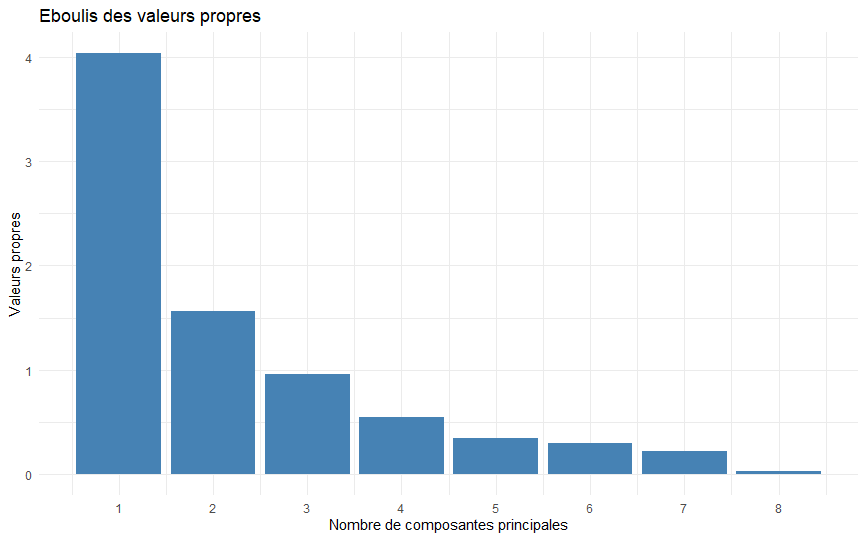 Eboulis des valeurs propres
4
3
2
1
0
Valeurs propres
1 2 3 4 5 6 7 8
Nombre de composantes principales